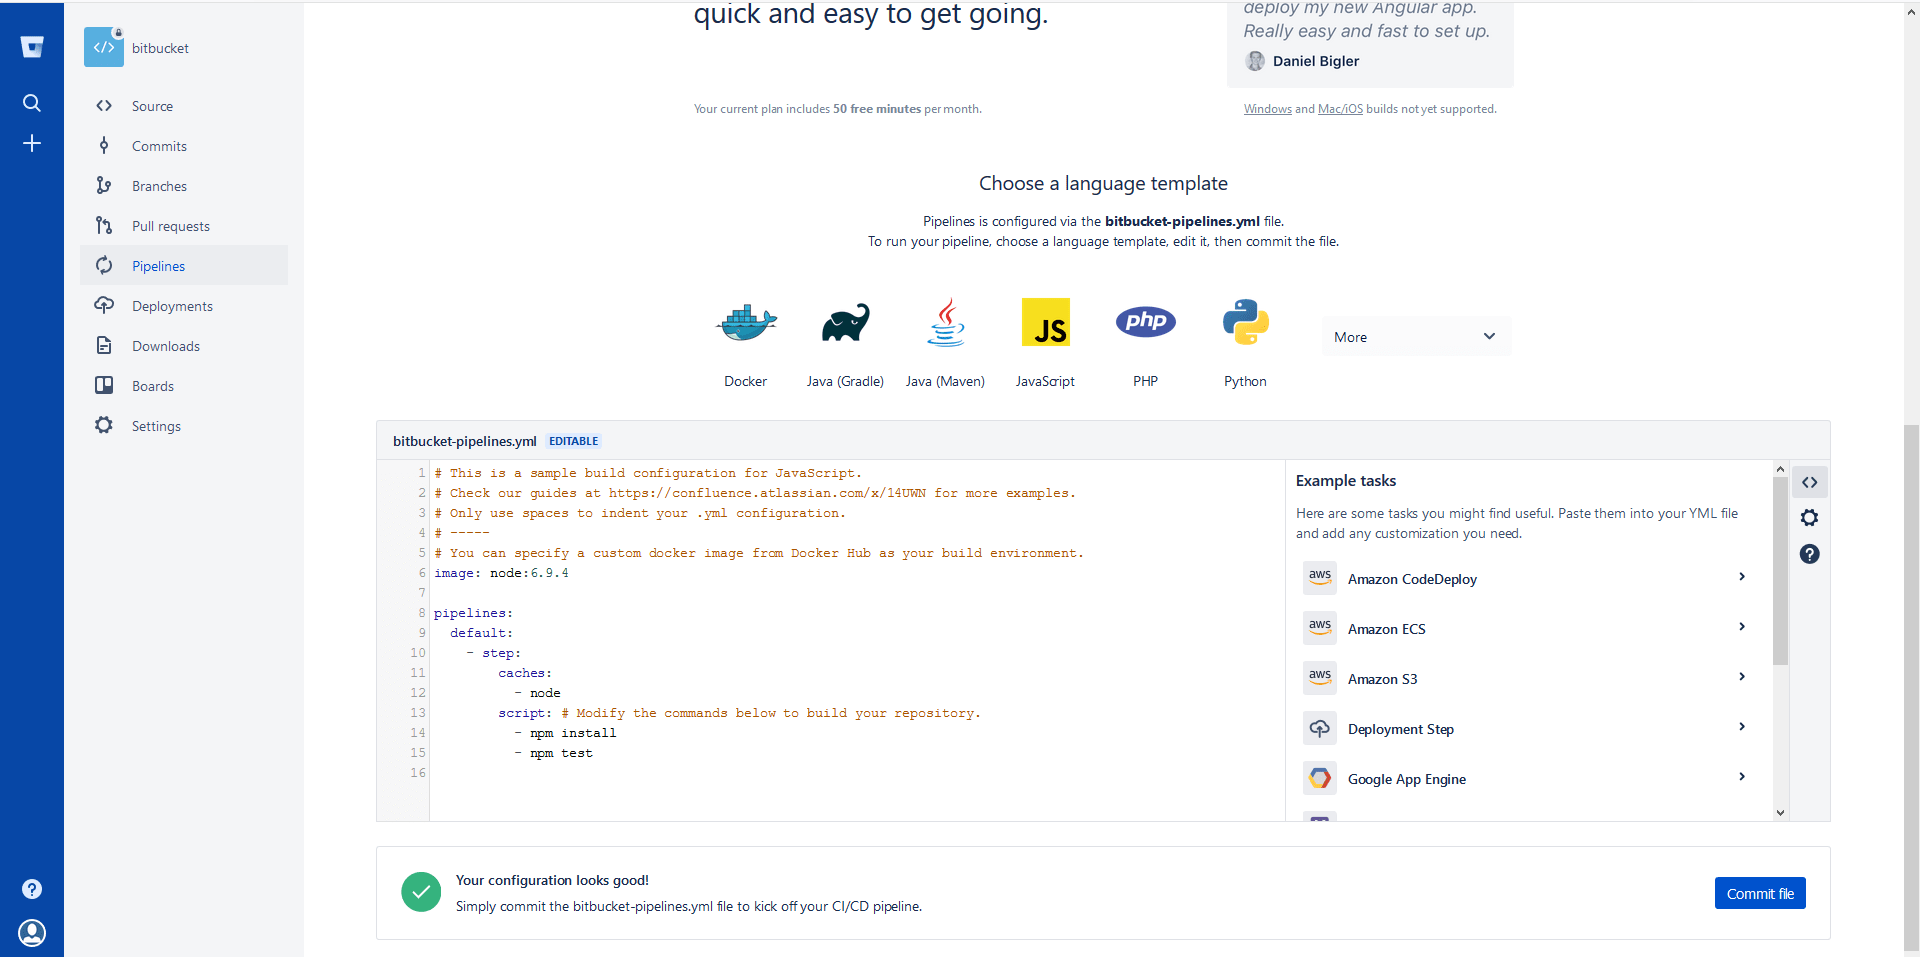 quick and easy to get going.
deploy my new Angular app.
Really easy and fast to set up.
Daniel Bigler
Your current plan includes 50 free minutes per month.
Windows and Mac/iOS builds not yet supported.
bitbucket
Source
Commits
Branches
Pull requests
Pipelines
Deployments
Downloads
Boards
Settings
Choose a language template
Pipelines is configured via the bitbucket-pipelines.yml file.
To run your pipeline, choose a language template, edit it, then commit the file.
JS
php
Docker
Java (Gradle)
Java (Maven)
JavaScript
PHP
Python
More
bitbucket-pipelines.yml EDITABLE
1 # This is a sample build configuration for JavaScript.
2 # Check our guides at https://confluence.atlassian.com/x/14UWN for more examples.
3 # Only use spaces to indent your .yml configuration.
4 # -----
5 # You can specify a custom docker image from Docker Hub as your build environment.
6 image: node:6.9.4
7
8 pipelines:
9   default:
10     - step:
11         caches:
12           - node
13         script: # Modify the commands below to build your repository.
14           - npm install
15           - npm test
16
Example tasks
Here are some tasks you might find useful. Paste them into your YML file
and add any customization you need.
aws Amazon CodeDeploy
aws Amazon ECS
aws Amazon S3
Deployment Step
Google App Engine
Your configuration looks good!
Simply commit the bitbucket-pipelines.yml file to kick off your CI/CD pipeline.
Commit file